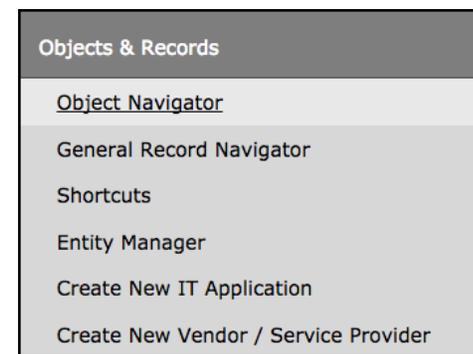 Objects & Records
Object Navigator
General Record Navigator
Shortcuts
Entity Manager
Create New IT Application
Create New Vendor / Service Provider